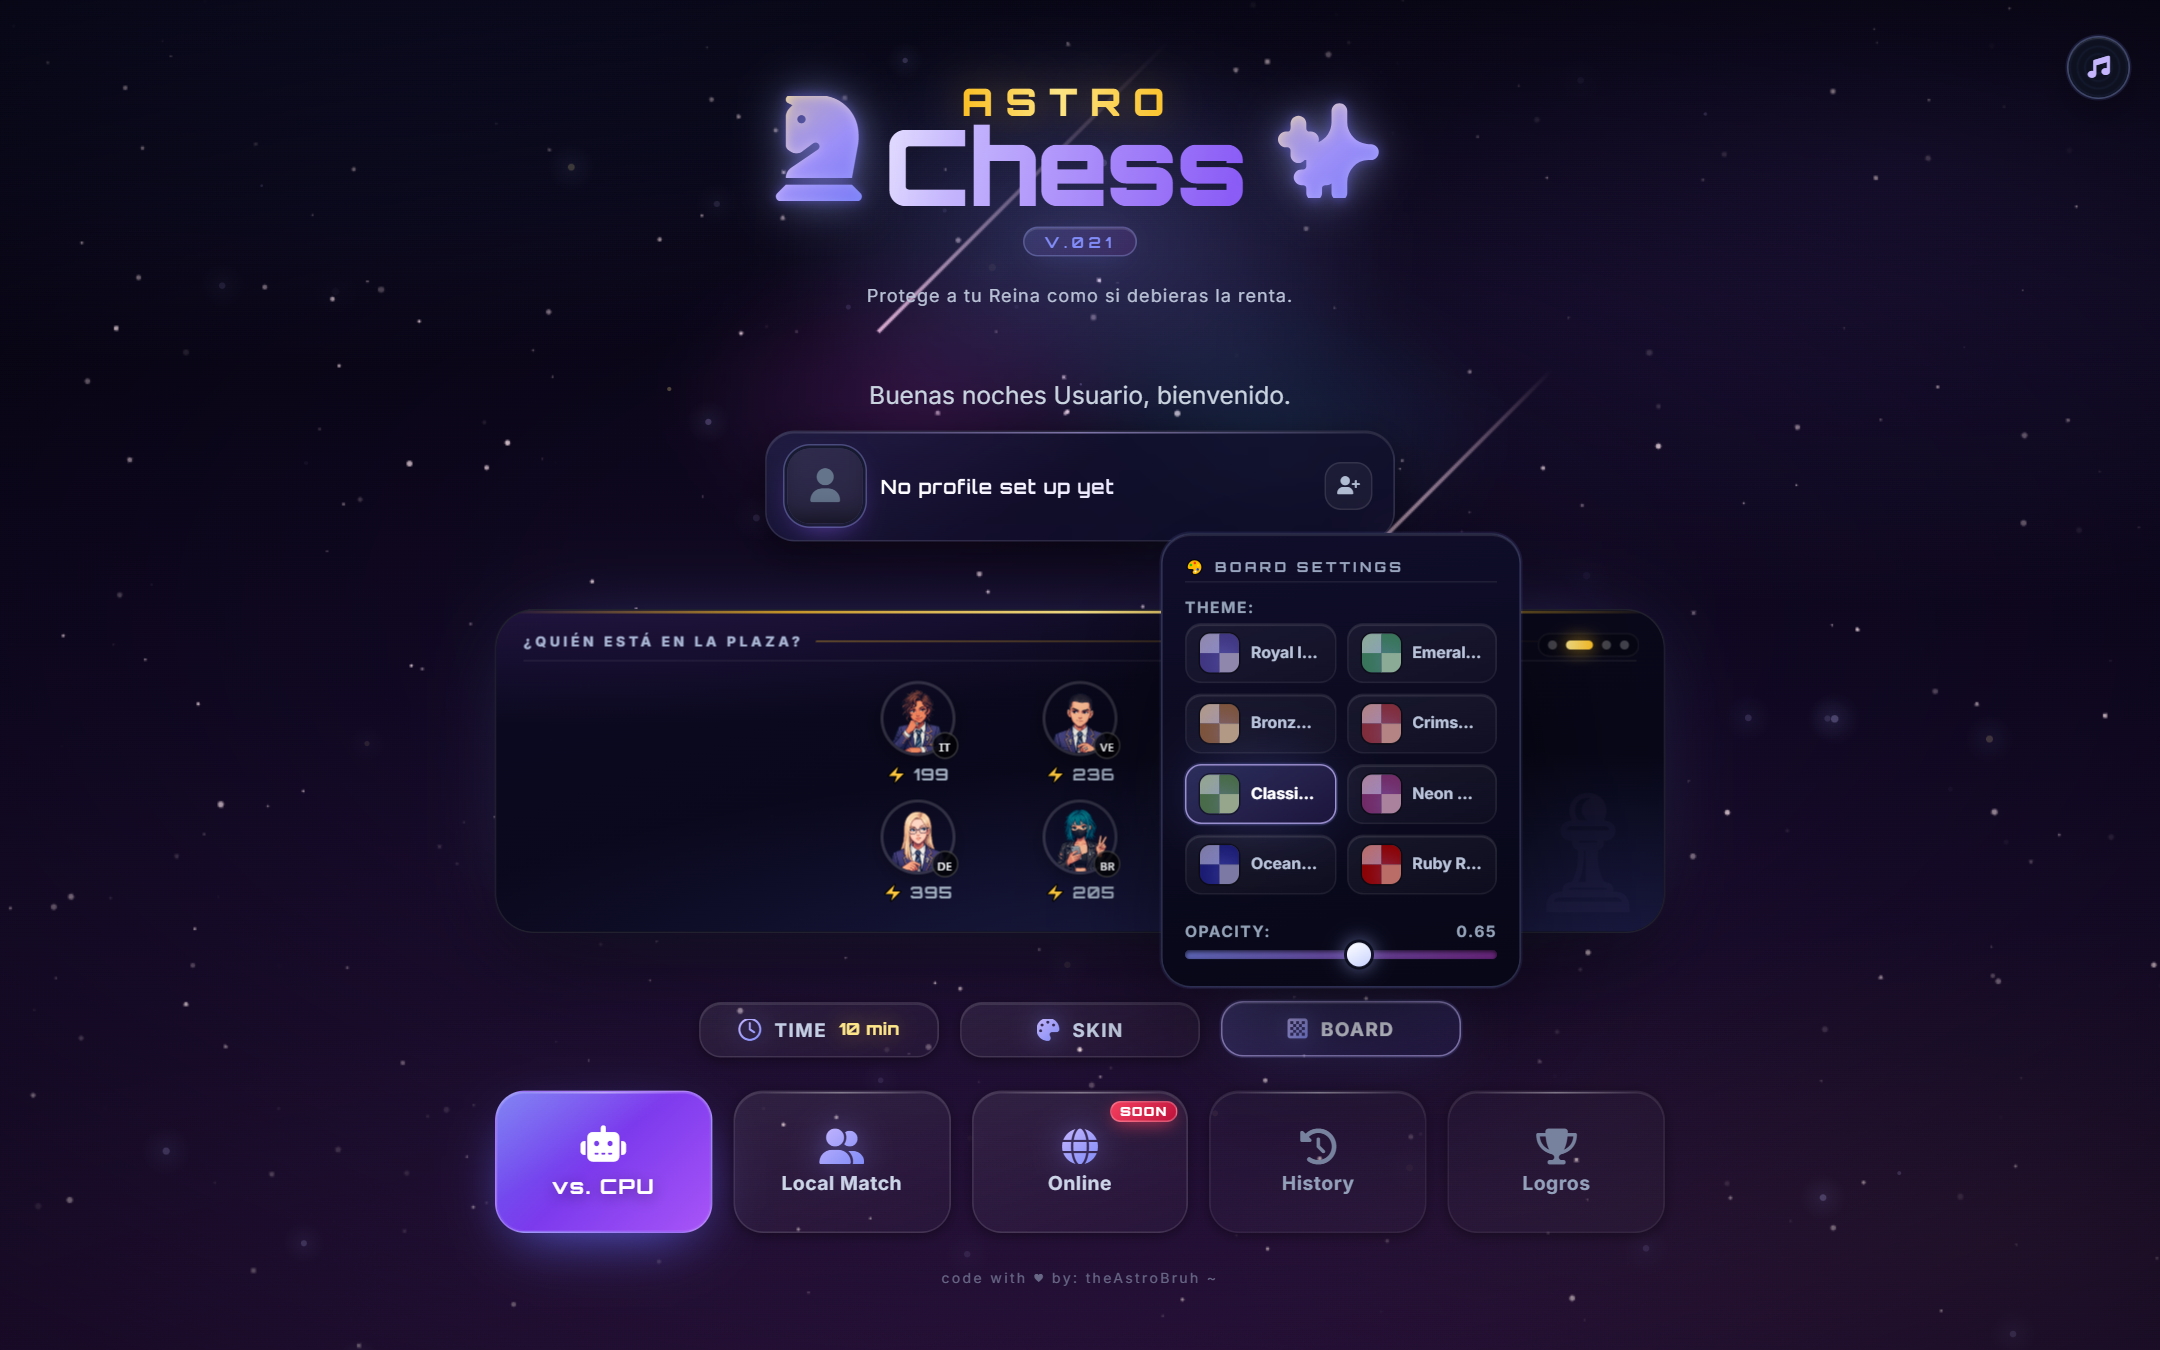 ASTRO
Chess
V.021
Protege a tu Reina como si debieras la renta.
Buenas noches Usuario, bienvenido.
No profile set up yet
BOARD SETTINGS
THEME:
Royal I...
Emeral...
Bronz...
Crims...
Classi...
Neon ...
Ocean...
Ruby R...
OPACITY: 0.65
¿QUIÉN ESTÁ EN LA PLAZA?
IT
199
VE
236
DE
395
BR
205
TIME 10 min
SKIN
BOARD
vs. CPU
Local Match
SOON
Online
History
Logros
code with ♥ by: theAstroBruh ~